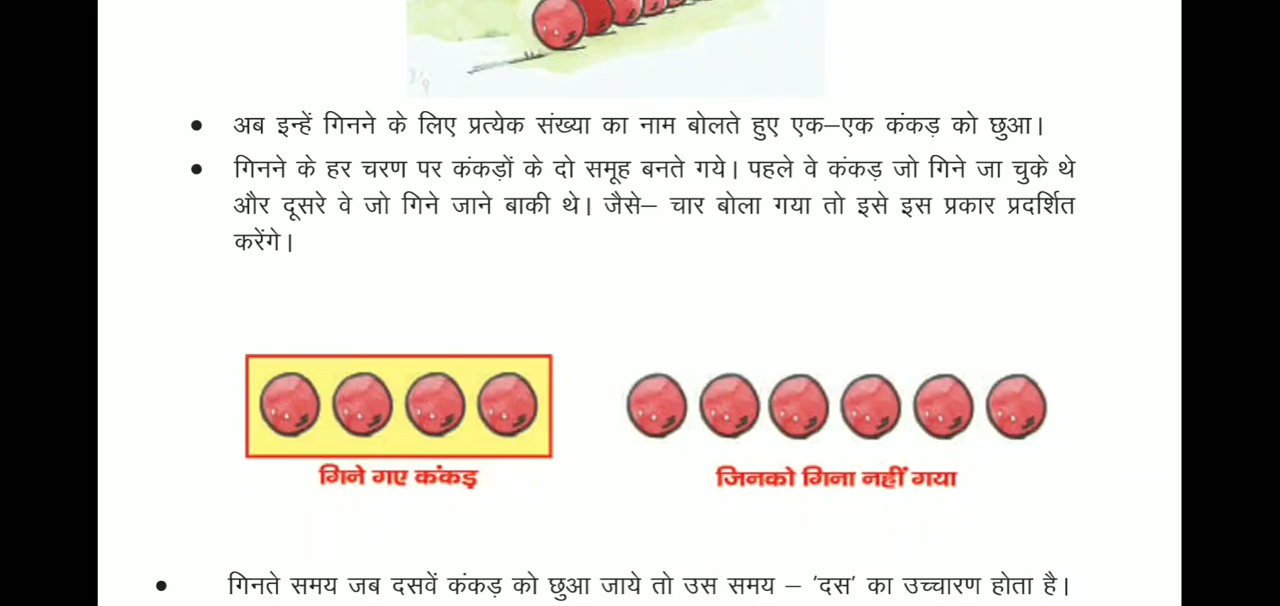 • अब इन्हें गिनने के लिए प्रत्येक संख्या का नाम बोलते हुए एक–एक कंकड़ को छुआ।
• गिनने के हर चरण पर कंकड़ों के दो समूह बनते गये। पहले वे कंकड़ जो गिने जा चुके थे
और दूसरे वे जो गिने जाने बाकी थे। जैसे– चार बोला गया तो इसे इस प्रकार प्रदर्शित
करेंगे।
गिने गए कंकड़
जिनको गिना नहीं गया
• गिनते समय जब दसवें कंकड़ को छुआ जाये तो उस समय – ‘दस’ का उच्चारण होता है।